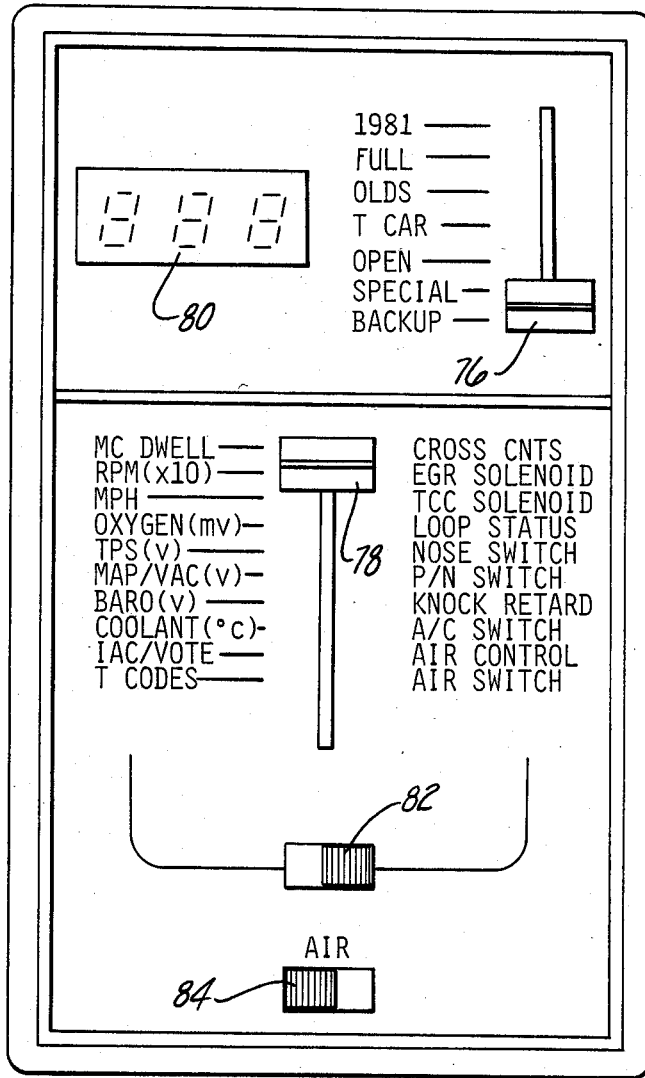 1981
FULL
OLDS
T CAR
OPEN
SPECIAL
BACKUP
888
80
76
MC DWELL
RPM(x10)
MPH
OXYGEN(mv)
TPS(v)
MAP/VAC(v)
BARO(v)
COOLANT(°c)
IAC/VOTE
T CODES
78
CROSS CNTS
EGR SOLENOID
TCC SOLENOID
LOOP STATUS
NOSE SWITCH
P/N SWITCH
KNOCK RETARD
A/C SWITCH
AIR CONTROL
AIR SWITCH
82
AIR
84